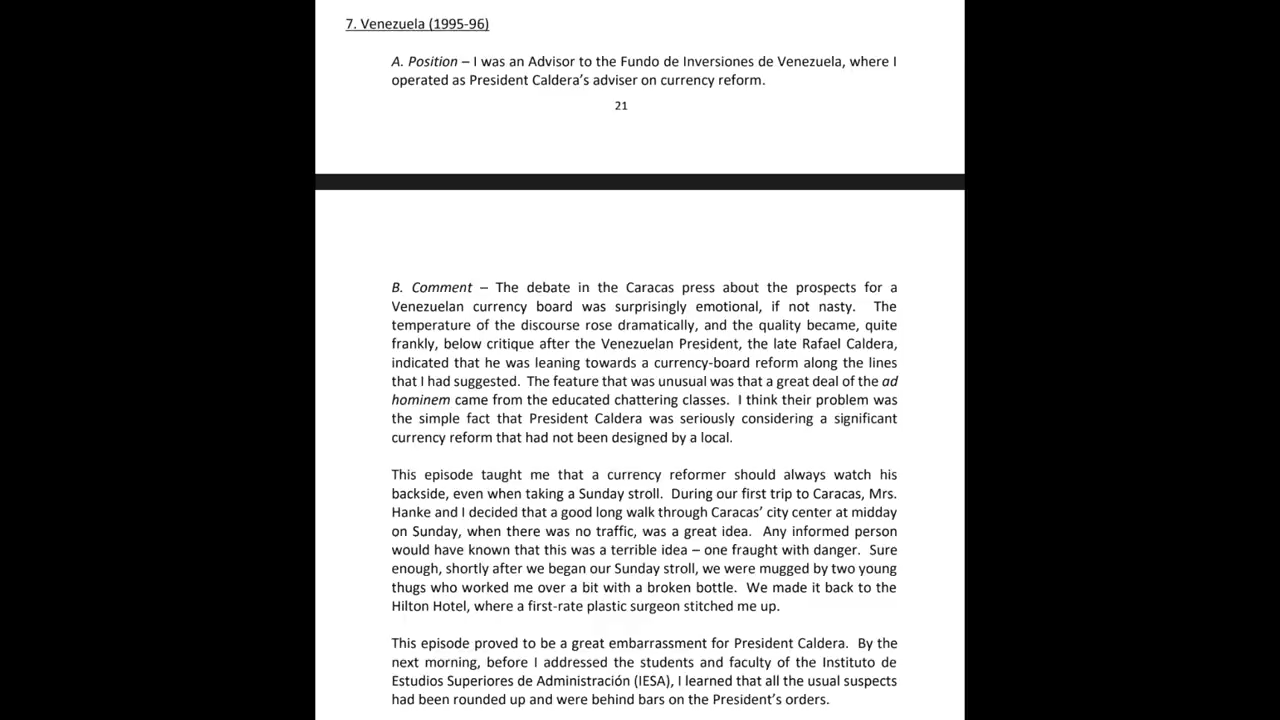 7. Venezuela (1995-96)
A. Position – I was an Advisor to the Fundo de Inversiones de Venezuela, where I
operated as President Caldera's adviser on currency reform.
21
B. Comment – The debate in the Caracas press about the prospects for a
Venezuelan currency board was surprisingly emotional, if not nasty. The
temperature of the discourse rose dramatically, and the quality became, quite
frankly, below critique after the Venezuelan President, the late Rafael Caldera,
indicated that he was leaning towards a currency-board reform along the lines
that I had suggested. The feature that was unusual was that a great deal of the ad
hominem came from the educated chattering classes. I think their problem was
the simple fact that President Caldera was seriously considering a significant
currency reform that had not been designed by a local.
This episode taught me that a currency reformer should always watch his
backside, even when taking a Sunday stroll. During our first trip to Caracas, Mrs.
Hanke and I decided that a good long walk through Caracas' city center at midday
on Sunday, when there was no traffic, was a great idea. Any informed person
would have known that this was a terrible idea – one fraught with danger. Sure
enough, shortly after we began our Sunday stroll, we were mugged by two young
thugs who worked me over a bit with a broken bottle. We made it back to the
Hilton Hotel, where a first-rate plastic surgeon stitched me up.
This episode proved to be a great embarrassment for President Caldera. By the
next morning, before I addressed the students and faculty of the Instituto de
Estudios Superiores de Administración (IESA), I learned that all the usual suspects
had been rounded up and were behind bars on the President's orders.